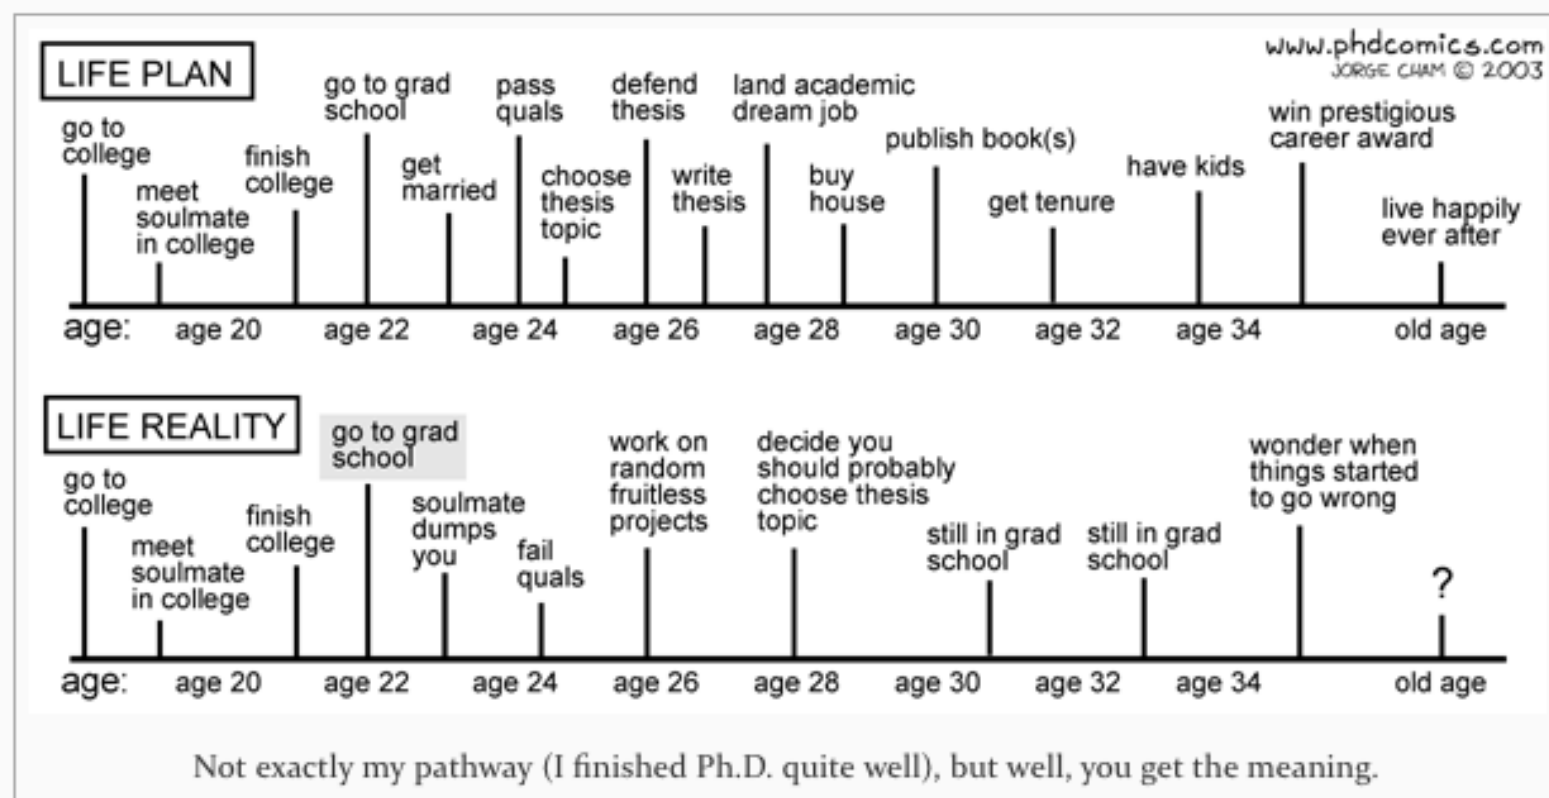 www.phdcomics.com
JORGE CHAM © 2003
LIFE PLAN
go to
college
meet
soulmate
in college
finish
college
go to grad
school
get
married
pass
quals
choose
thesis
topic
defend
thesis
write
thesis
land academic
dream job
buy
house
publish book(s)
get tenure
have kids
win prestigious
career award
live happily
ever after
age: age 20 age 22 age 24 age 26 age 28 age 30 age 32 age 34 old age
LIFE REALITY
go to
college
meet
soulmate
in college
finish
college
go to grad
school
soulmate
dumps
you
fail
quals
work on
random
fruitless
projects
decide you
should probably
choose thesis
topic
still in grad
school
still in grad
school
wonder when
things started
to go wrong
?
age: age 20 age 22 age 24 age 26 age 28 age 30 age 32 age 34 old age
Not exactly my pathway (I finished Ph.D. quite well), but well, you get the meaning.